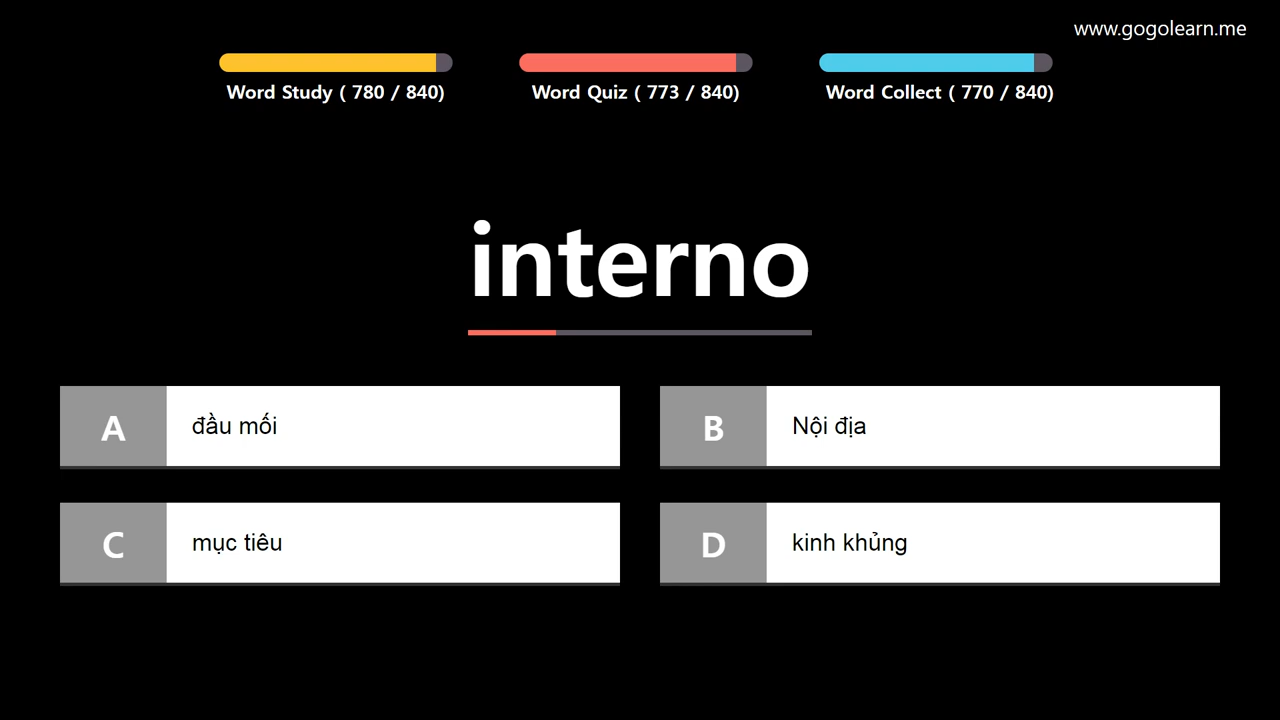 www.gogolearn.me
Word Study ( 780 / 840)
Word Quiz ( 773 / 840)
Word Collect ( 770 / 840)
interno
A
đầu mối
B
Nội địa
C
mục tiêu
D
kinh khủng